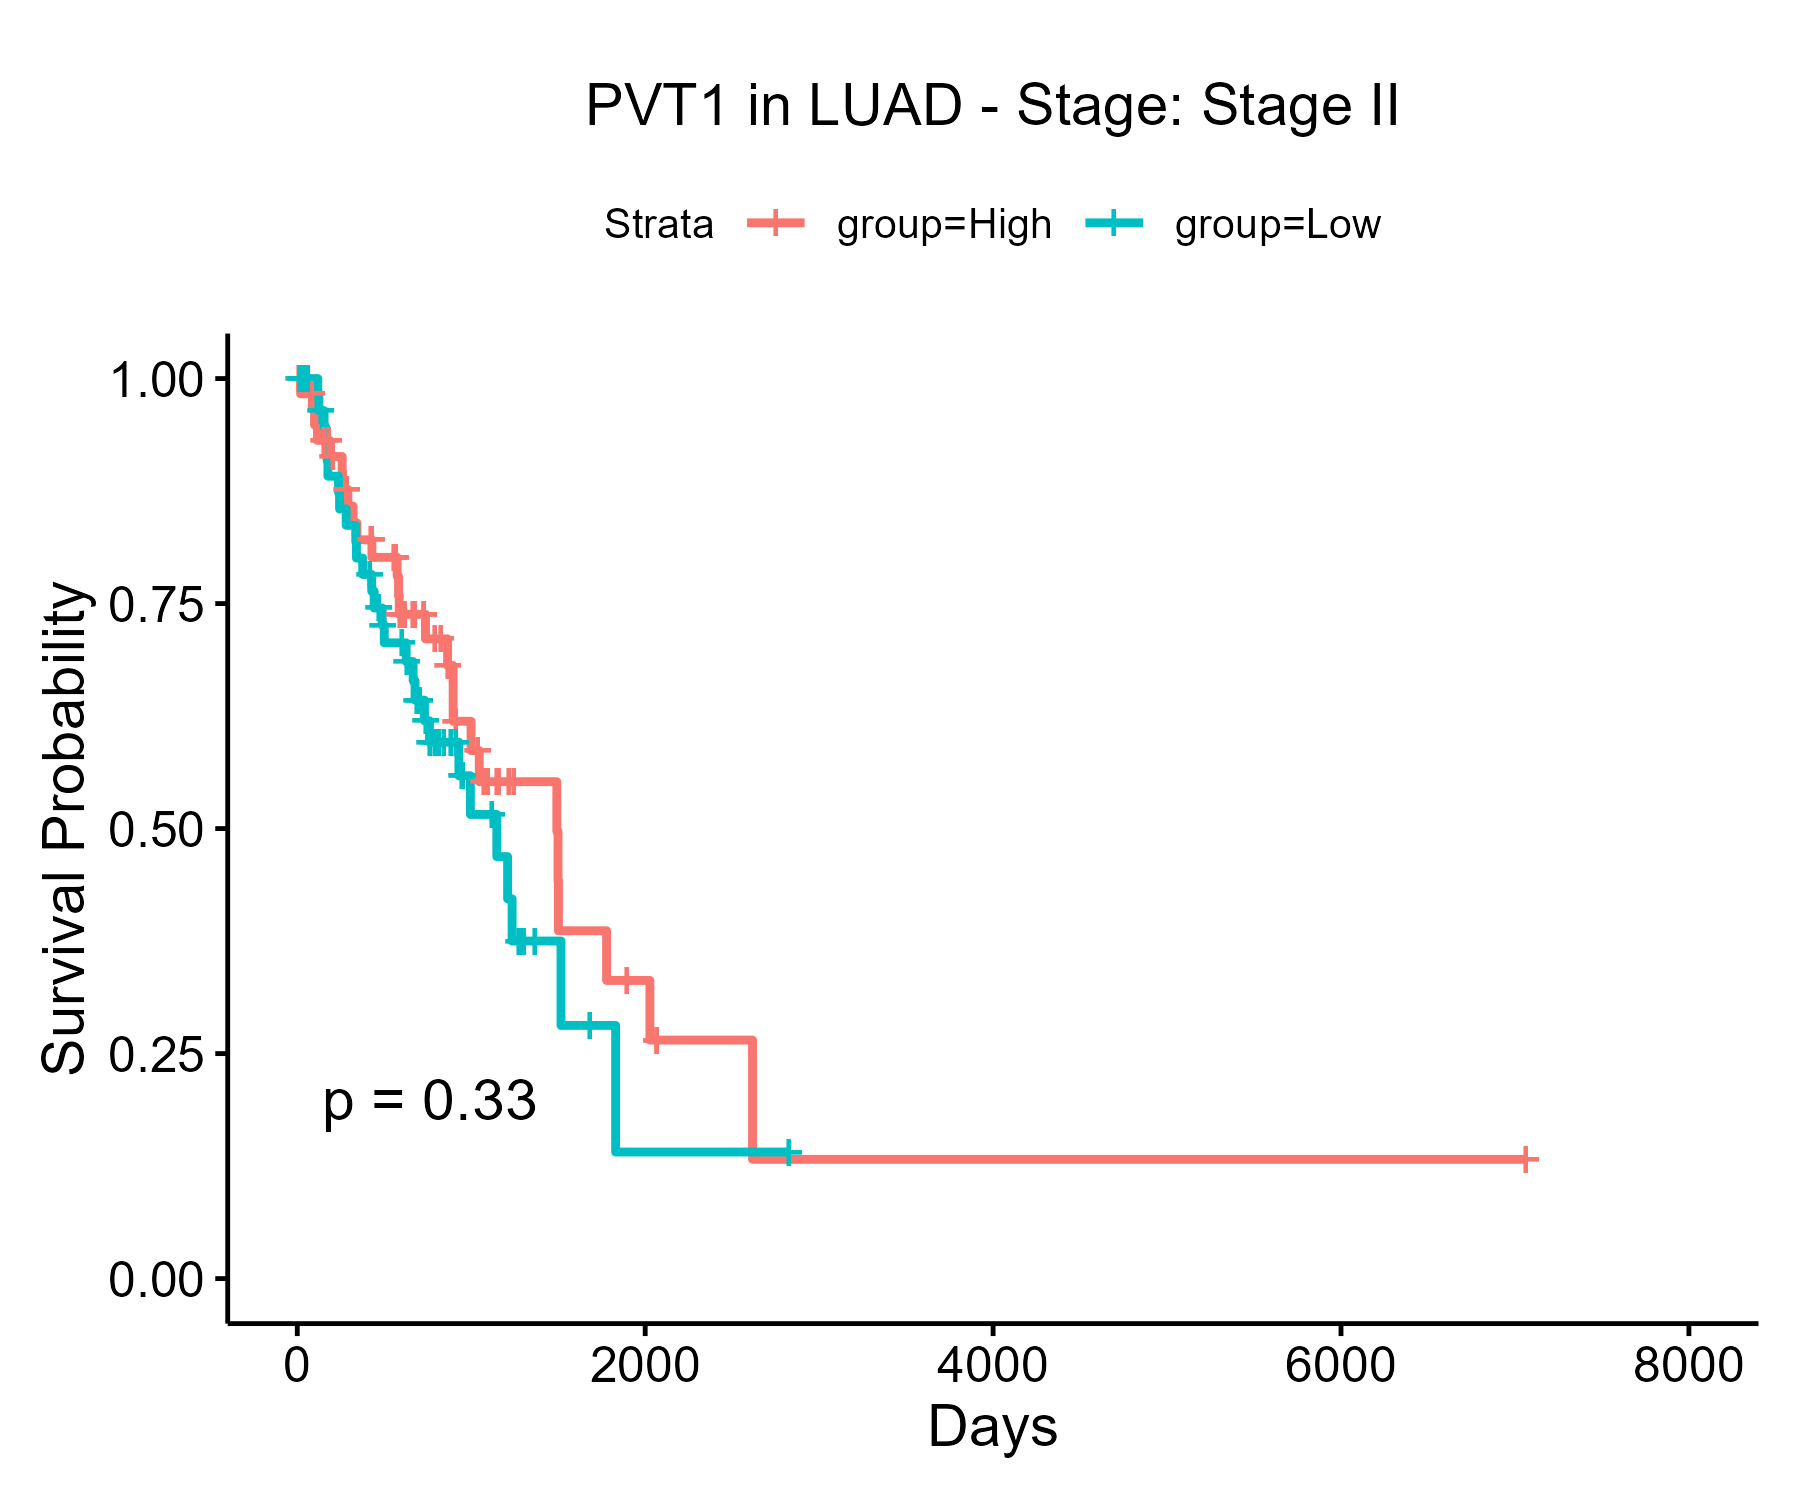 PVT1 in LUAD - Stage: Stage II
Strata group=High group=Low
1.00
0.75
0.50
0.25
0.00
Survival Probability
p = 0.33
0 2000 4000 6000 8000
Days